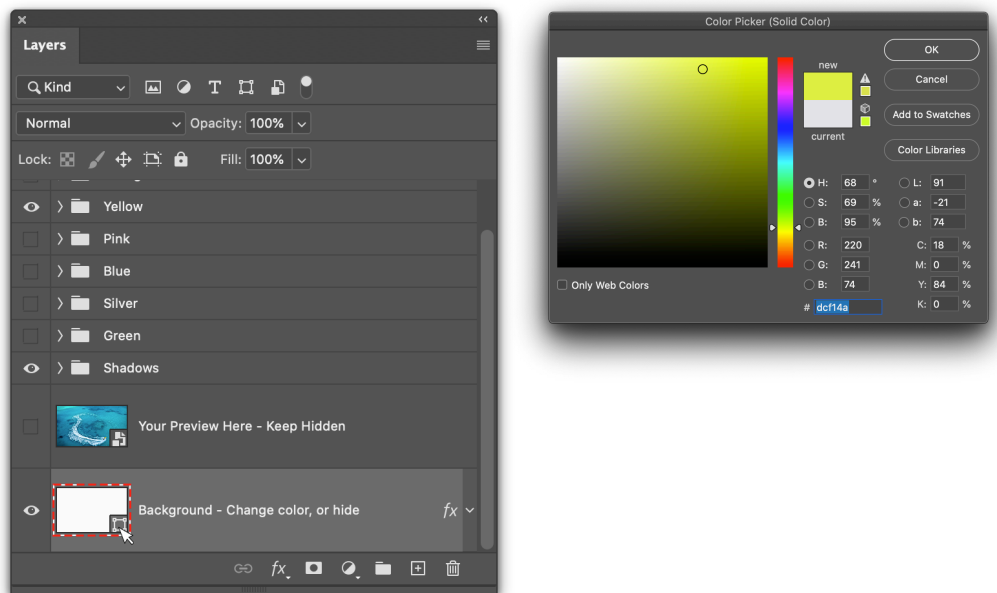 Layers
Kind
Normal
Opacity: 100%
Lock:
Fill: 100%
Yellow
Pink
Blue
Silver
Green
Shadows
Your Preview Here - Keep Hidden
Background - Change color, or hide
fx
fx
Color Picker (Solid Color)
new
current
OK
Cancel
Add to Swatches
Color Libraries
H: 68 °
S: 69 %
B: 95 %
R: 220
G: 241
B: 74
# dcf14a
L: 91
a: -21
b: 74
C: 18 %
M: 0 %
Y: 84 %
K: 0 %
Only Web Colors